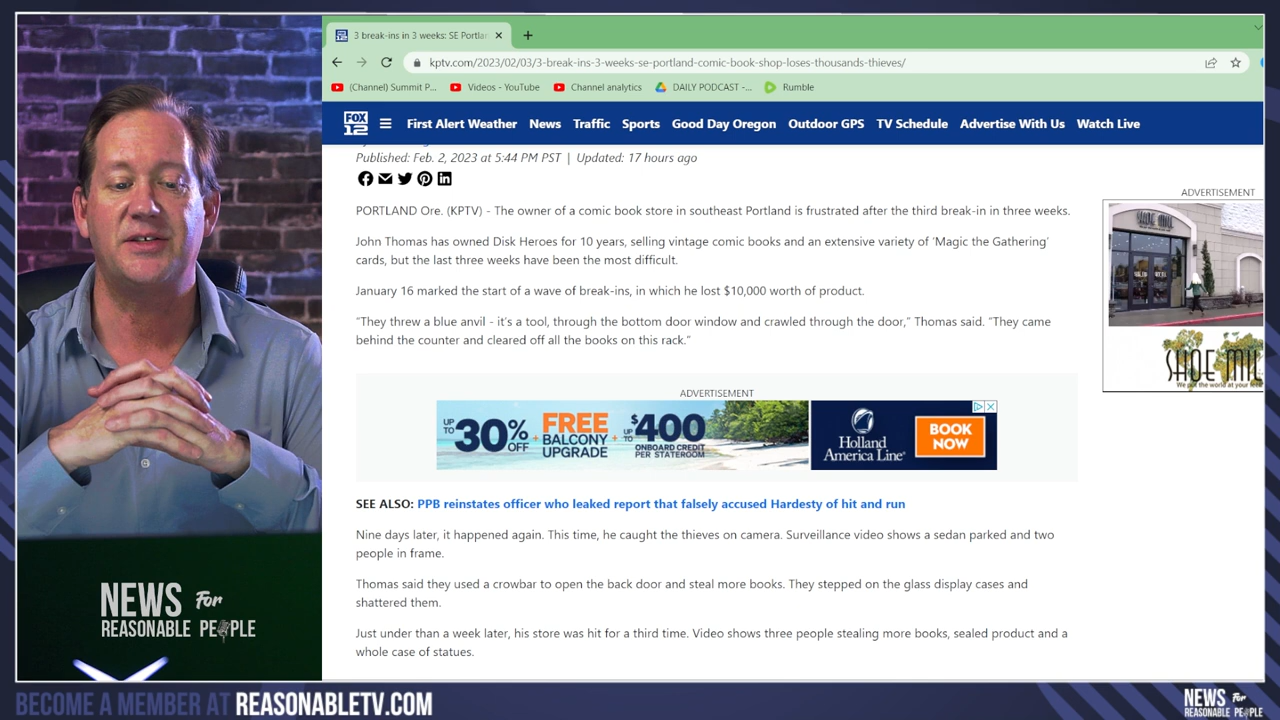 3 break-ins in 3 weeks: SE Portlan
kptv.com/2023/02/03/3-break-ins-3-weeks-se-portland-comic-book-shop-loses-thousands-thieves/
(Channel) Summit P... Videos - YouTube Channel analytics DAILY PODCAST -... Rumble
FOX 12 First Alert Weather News Traffic Sports Good Day Oregon Outdoor GPS TV Schedule Advertise With Us Watch Live
Published: Feb. 2, 2023 at 5:44 PM PST | Updated: 17 hours ago
PORTLAND Ore. (KPTV) - The owner of a comic book store in southeast Portland is frustrated after the third break-in in three weeks.
John Thomas has owned Disk Heroes for 10 years, selling vintage comic books and an extensive variety of ‘Magic the Gathering’
cards, but the last three weeks have been the most difficult.
January 16 marked the start of a wave of break-ins, in which he lost $10,000 worth of product.
“They threw a blue anvil - it’s a tool, through the bottom door window and crawled through the door,” Thomas said. “They came
behind the counter and cleared off all the books on this rack.”
ADVERTISEMENT
UP TO 30% OFF + FREE BALCONY UPGRADE + UP TO $400 ONBOARD CREDIT PER STATEROOM
Holland America Line
BOOK NOW
SEE ALSO: PPB reinstates officer who leaked report that falsely accused Hardesty of hit and run
Nine days later, it happened again. This time, he caught the thieves on camera. Surveillance video shows a sedan parked and two
people in frame.
Thomas said they used a crowbar to open the back door and steal more books. They stepped on the glass display cases and
shattered them.
Just under than a week later, his store was hit for a third time. Video shows three people stealing more books, sealed product and a
whole case of statues.
ADVERTISEMENT
SHOE MILL
SHOE MIL
We put the world at your fee
NEWS For
REASONABLE PEOPLE
BECOME A MEMBER AT REASONABLETV.COM
NEWS For
REASONABLE PEOPLE